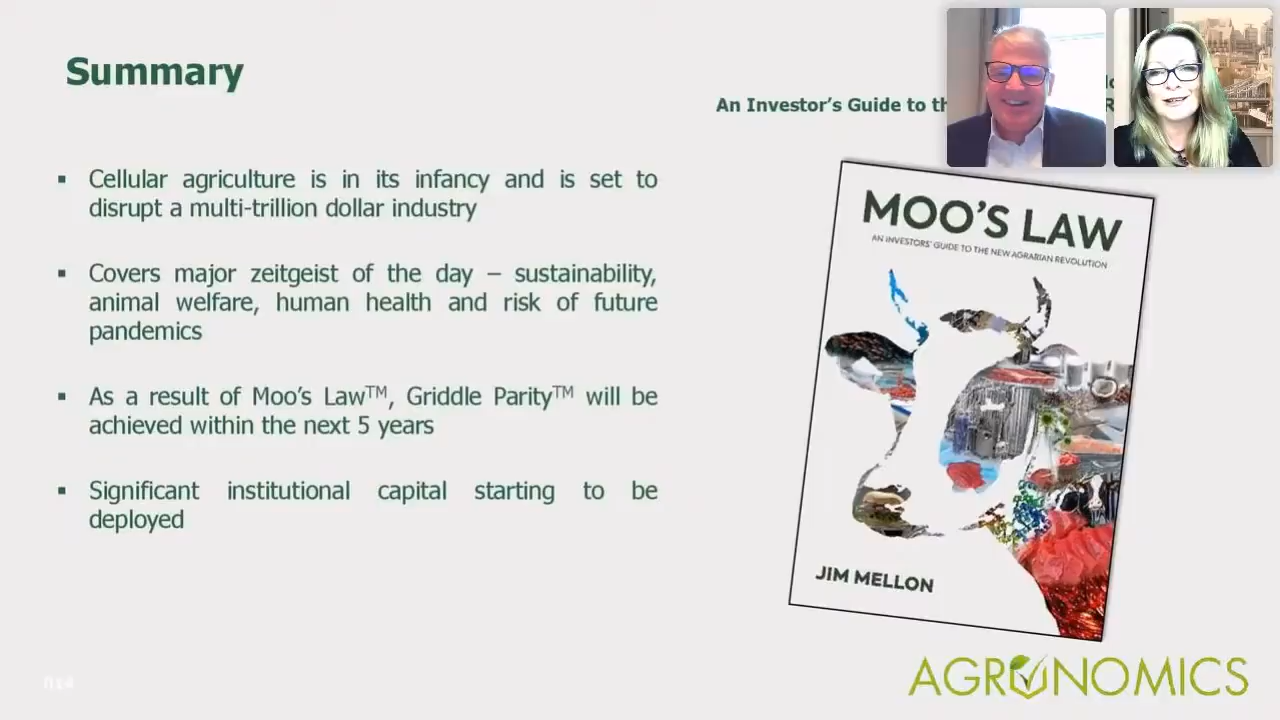 Summary
An Investor's Guide to th
▪ Cellular agriculture is in its infancy and is set to
disrupt a multi-trillion dollar industry
▪ Covers major zeitgeist of the day – sustainability,
animal welfare, human health and risk of future
pandemics
▪ As a result of Moo's Law™, Griddle Parity™ will be
achieved within the next 5 years
▪ Significant institutional capital starting to be
deployed
MOO'S LAW
AN INVESTORS' GUIDE TO THE NEW AGRARIAN REVOLUTION
JIM MELLON
014
AGRONOMICS